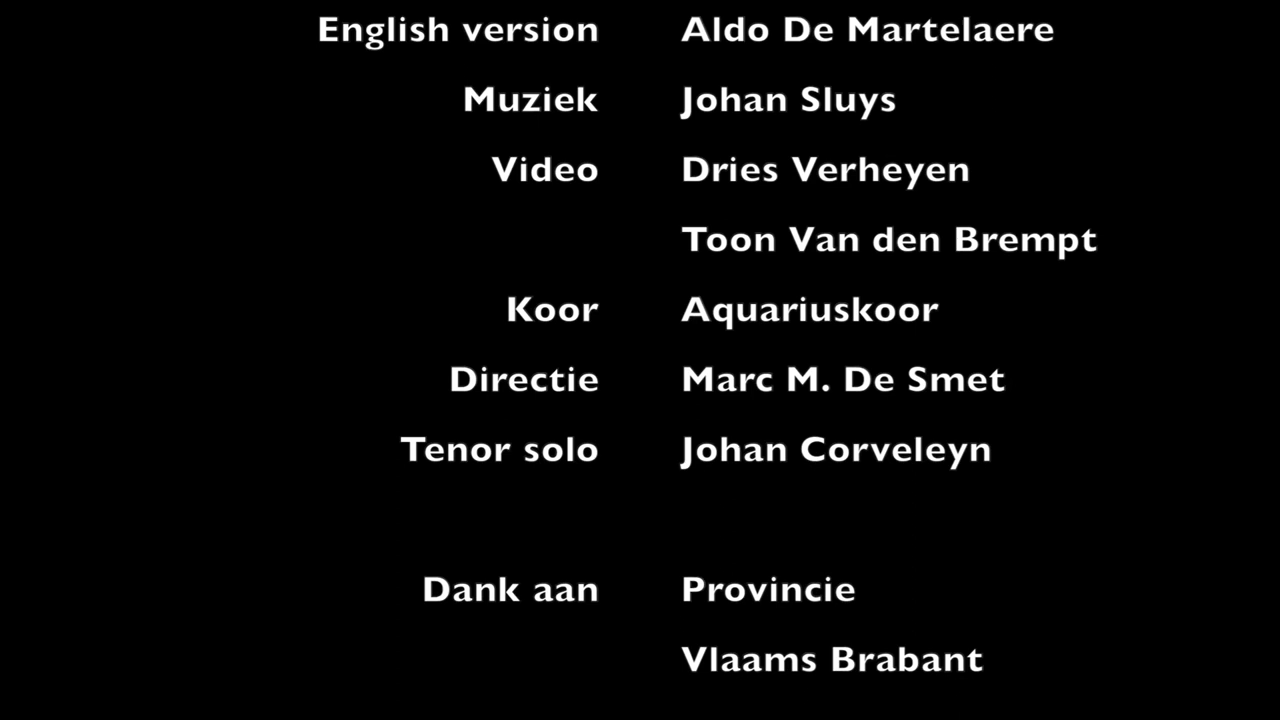 English version Aldo De Martelaere
Muziek Johan Sluys
Video Dries Verheyen
Toon Van den Brempt
Koor Aquariuskoor
Directie Marc M. De Smet
Tenor solo Johan Corveleyn
Dank aan Provincie
Vlaams Brabant